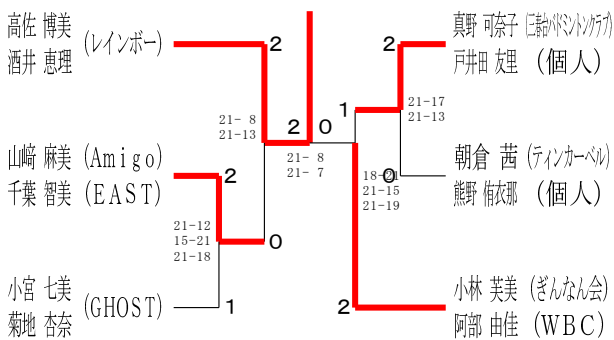 高佐 博美
酒井 恵理
(レインボー)
2
21- 8
21-13
山﨑 麻美 (Amigo)
千葉 智美 (EAST)
2
21-12
15-21
21-18
0
小宮 七美
菊地 杏奈
(GHOST)
1
2 0
21- 8
21- 7
真野 可奈子 (三春台バドミントンクラブ)
戸井田 友里 (個人)
2
1
21-17
21-13
朝倉 茜 (ティンカーベル)
熊野 侑衣那 (個人)
0
18-21
21-15
21-19
小林 芙美 (ぎんなん会)
阿部 由佳 (WBC)
2